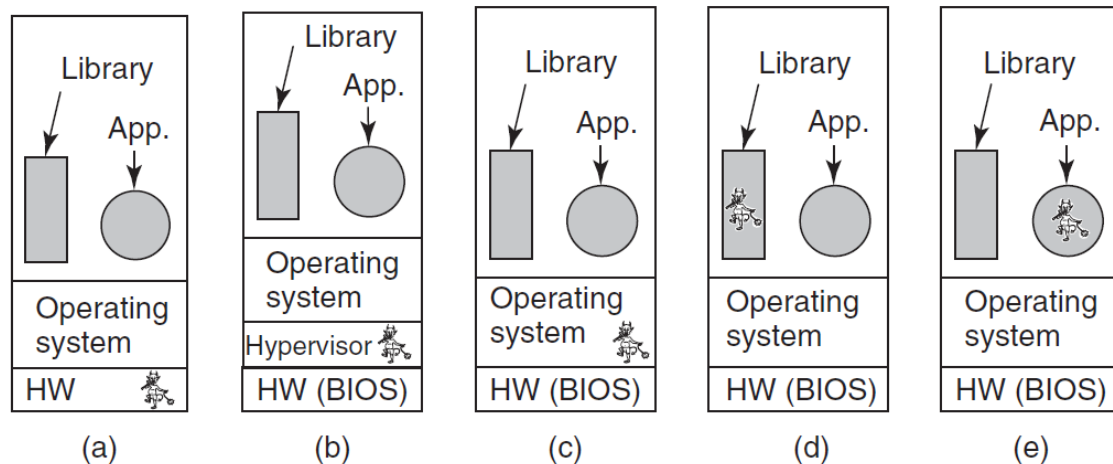 Library
App.
Operating
system
HW
(a)
Library
App.
Operating
system
Hypervisor
HW (BIOS)
(b)
Library
App.
Operating
system
HW (BIOS)
(c)
Library
App.
Operating
system
HW (BIOS)
(d)
Library
App.
Operating
system
HW (BIOS)
(e)